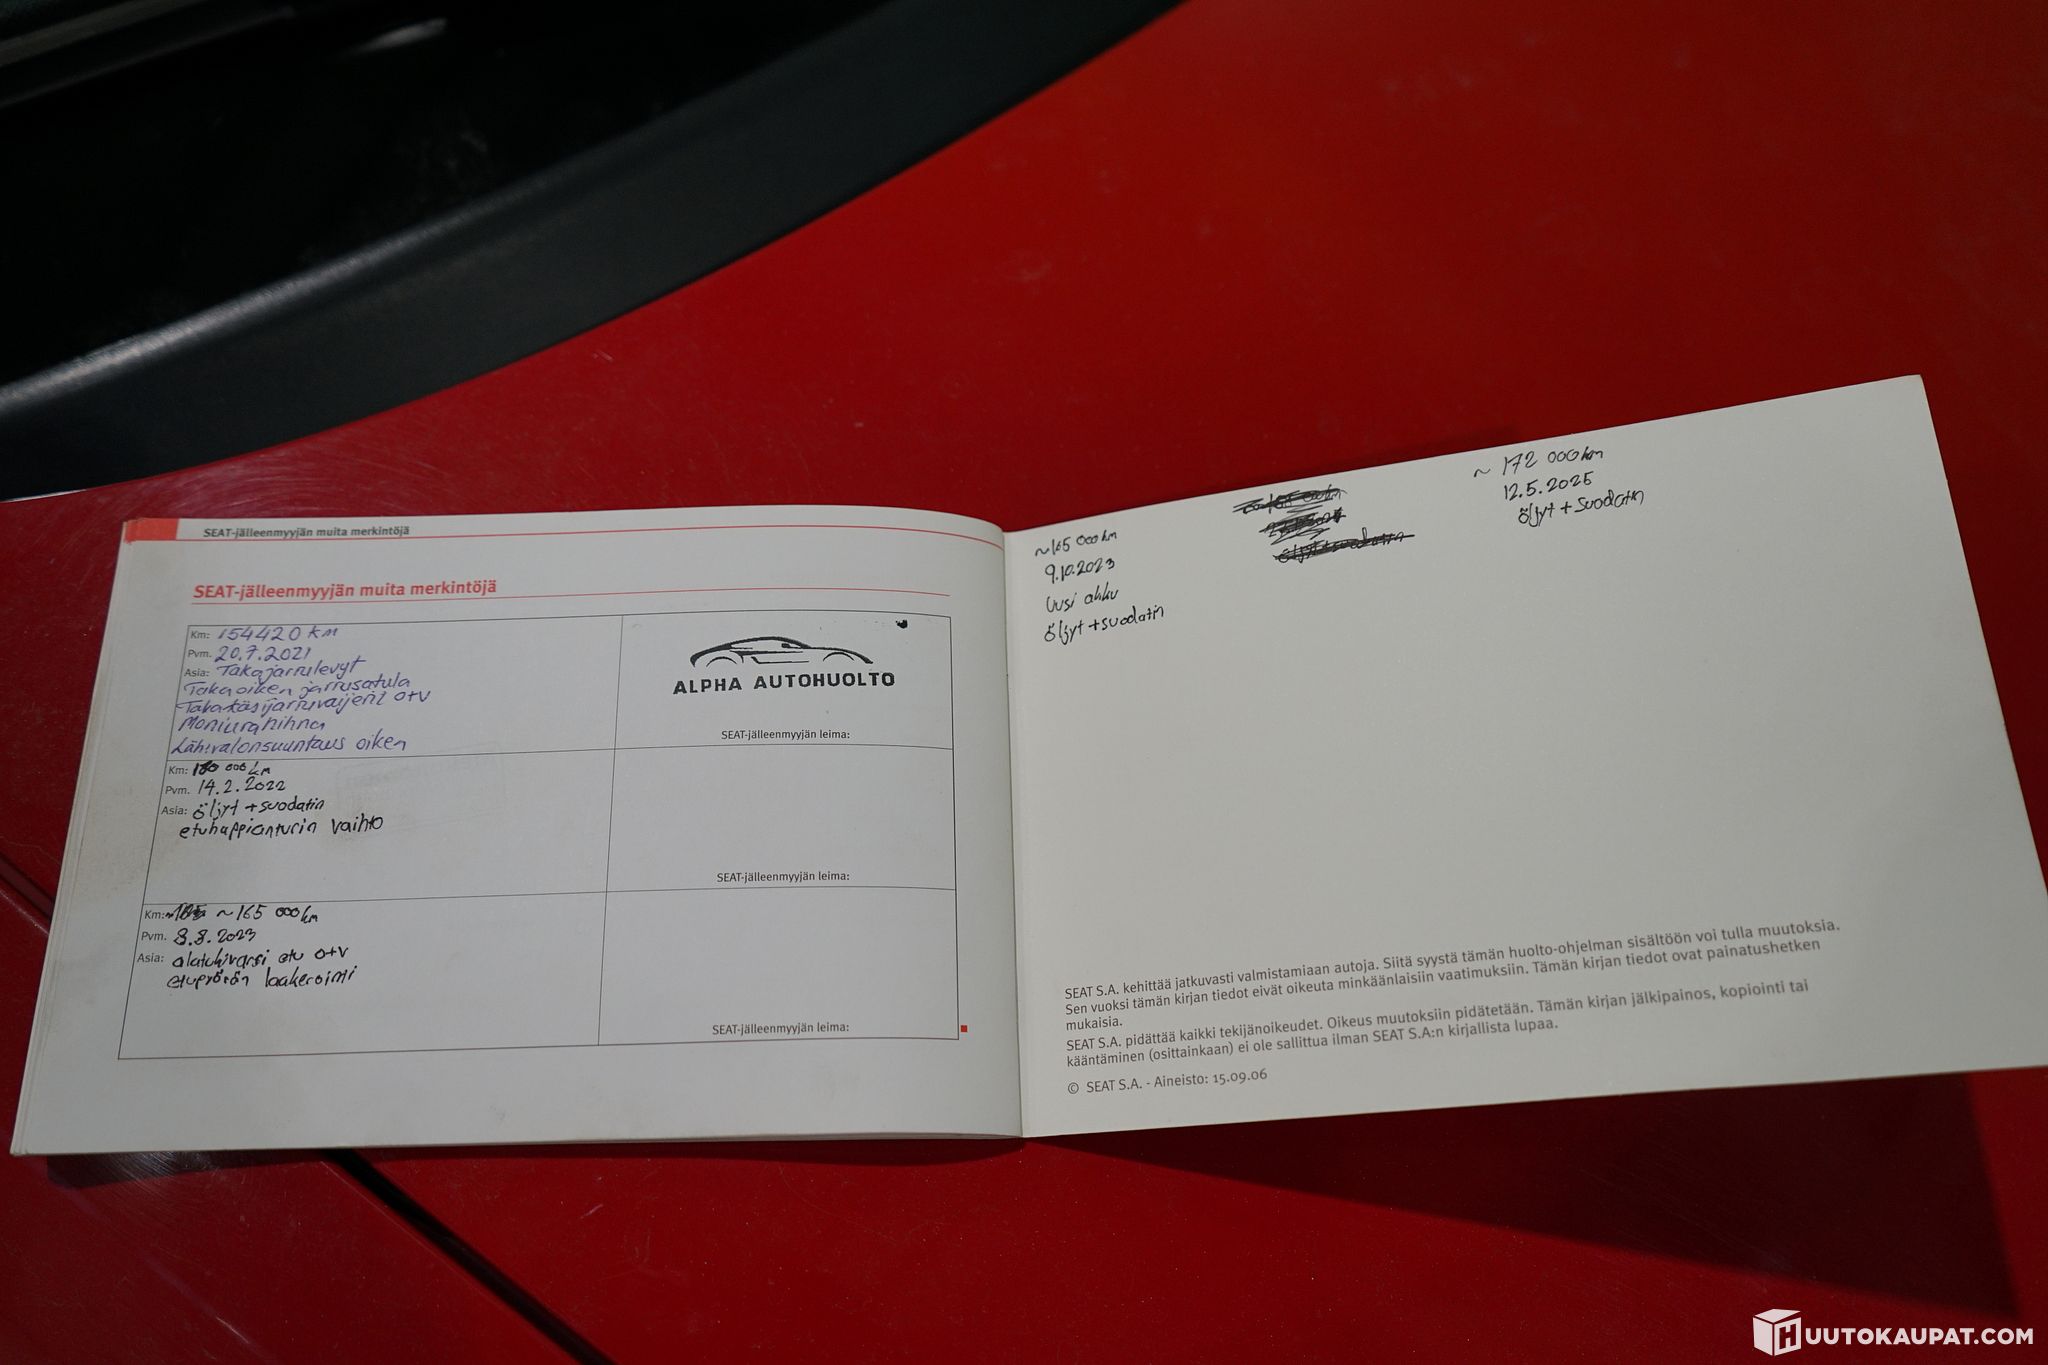 SEAT-jälleenmyyjän muita merkintöjä
SEAT-jälleenmyyjän muita merkintöjä
Km: 154420 km
Pvm. 20.7.2021
Asia: Takajarrulevyt
Takaoikea jarrusatula
Takakäsijarruvaijerit o+v
Moniurahihna
Lähivalonsuuntaus oikea
ALPHA AUTOHUOLTO
SEAT-jälleenmyyjän leima:
Km: 160 000 km
Pvm. 14.2.2022
Asia: öljyt + suodatin
etuhappianturin vaihto
SEAT-jälleenmyyjän leima:
Km: ~165 000 km
Pvm. 8.8.2023
Asia: alatukivarsi etu o+v
etupyörän laakerointi
SEAT-jälleenmyyjän leima:
~165 000 km
9.10.2023
Uusi akku
öljyt + suodatin
~ 172 000 km
12.5.2025
öljyt + suodatin
SEAT S.A. kehittää jatkuvasti valmistamiaan autoja. Siitä syystä tämän huolto-ohjelman sisältöön voi tulla muutoksia.
Sen vuoksi tämän kirjan tiedot eivät oikeuta minkäänlaisiin vaatimuksiin. Tämän kirjan tiedot ovat painatushetken
mukaisia.
SEAT S.A. pidättää kaikki tekijänoikeudet. Oikeus muutoksiin pidätetään. Tämän kirjan jälkipainos, kopiointi tai
kääntäminen (osittainkaan) ei ole sallittua ilman SEAT S.A:n kirjallista lupaa.
© SEAT S.A. - Aineisto: 15.09.06
HUUTOKAUPAT.COM